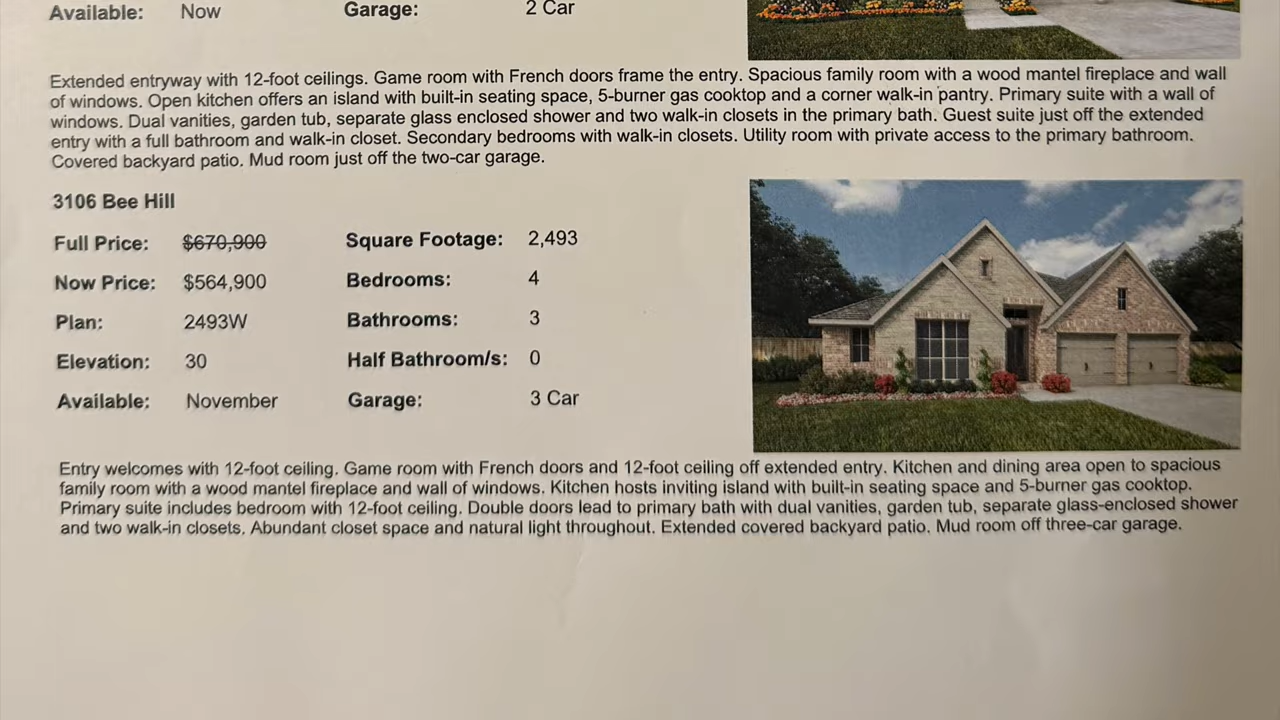 Available: Now Garage: 2 Car
Extended entryway with 12-foot ceilings. Game room with French doors frame the entry. Spacious family room with a wood mantel fireplace and wall
of windows. Open kitchen offers an island with built-in seating space, 5-burner gas cooktop and a corner walk-in pantry. Primary suite with a wall of
windows. Dual vanities, garden tub, separate glass enclosed shower and two walk-in closets in the primary bath. Guest suite just off the extended
entry with a full bathroom and walk-in closet. Secondary bedrooms with walk-in closets. Utility room with private access to the primary bathroom.
Covered backyard patio. Mud room just off the two-car garage.
3106 Bee Hill
Full Price: $670,900 Square Footage: 2,493
Now Price: $564,900 Bedrooms: 4
Plan: 2493W Bathrooms: 3
Elevation: 30 Half Bathroom/s: 0
Available: November Garage: 3 Car
Entry welcomes with 12-foot ceiling. Game room with French doors and 12-foot ceiling off extended entry. Kitchen and dining area open to spacious
family room with a wood mantel fireplace and wall of windows. Kitchen hosts inviting island with built-in seating space and 5-burner gas cooktop.
Primary suite includes bedroom with 12-foot ceiling. Double doors lead to primary bath with dual vanities, garden tub, separate glass-enclosed shower
and two walk-in closets. Abundant closet space and natural light throughout. Extended covered backyard patio. Mud room off three-car garage.